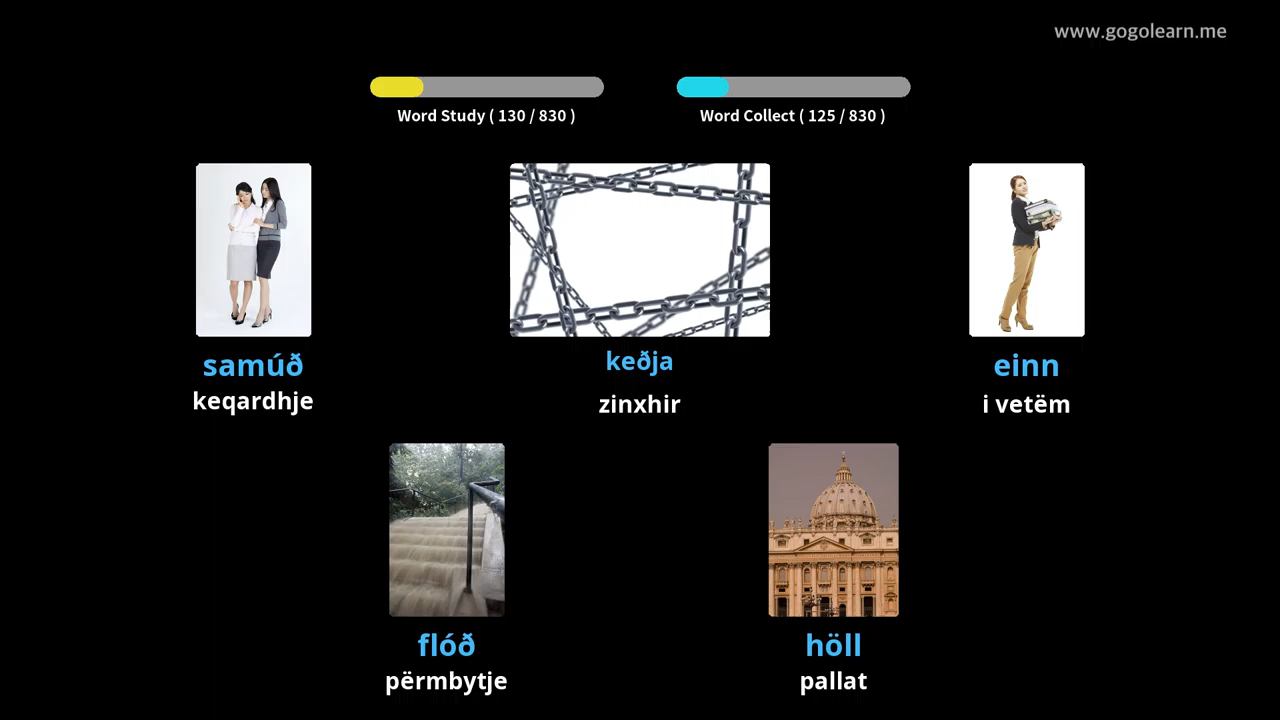 www.gogolearn.me
Word Study ( 130 / 830 )
Word Collect ( 125 / 830 )
samúð
keqardhje
keðja
zinxhir
einn
i vetëm
flóð
përmbytje
höll
pallat